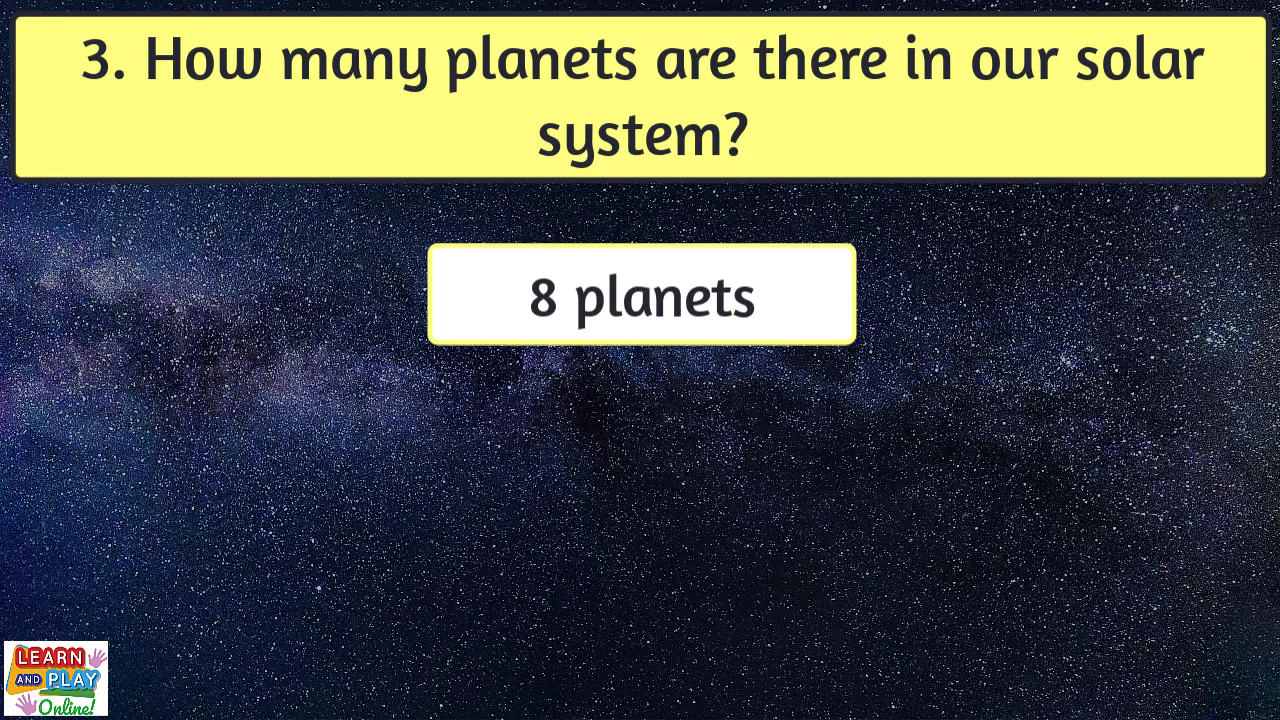 3. How many planets are there in our solar
system?
8 planets
LEARN
AND PLAY
Online!